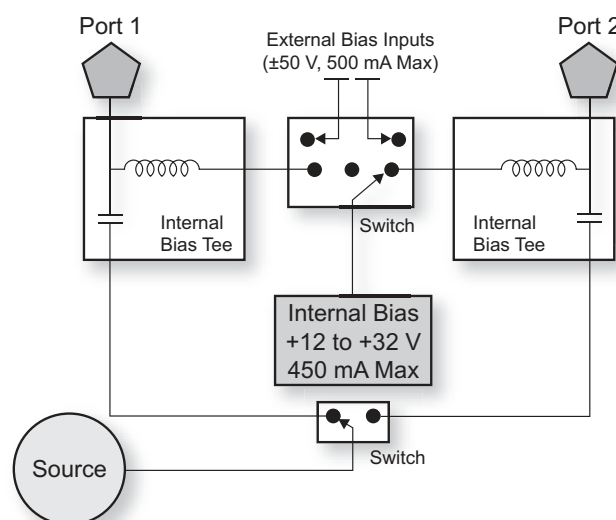 Port 1
Port 2
External Bias Inputs
(±50 V, 500 mA Max)
Internal
Bias Tee
Switch
Internal
Bias Tee
Internal Bias
+12 to +32 V
450 mA Max
Source
Switch